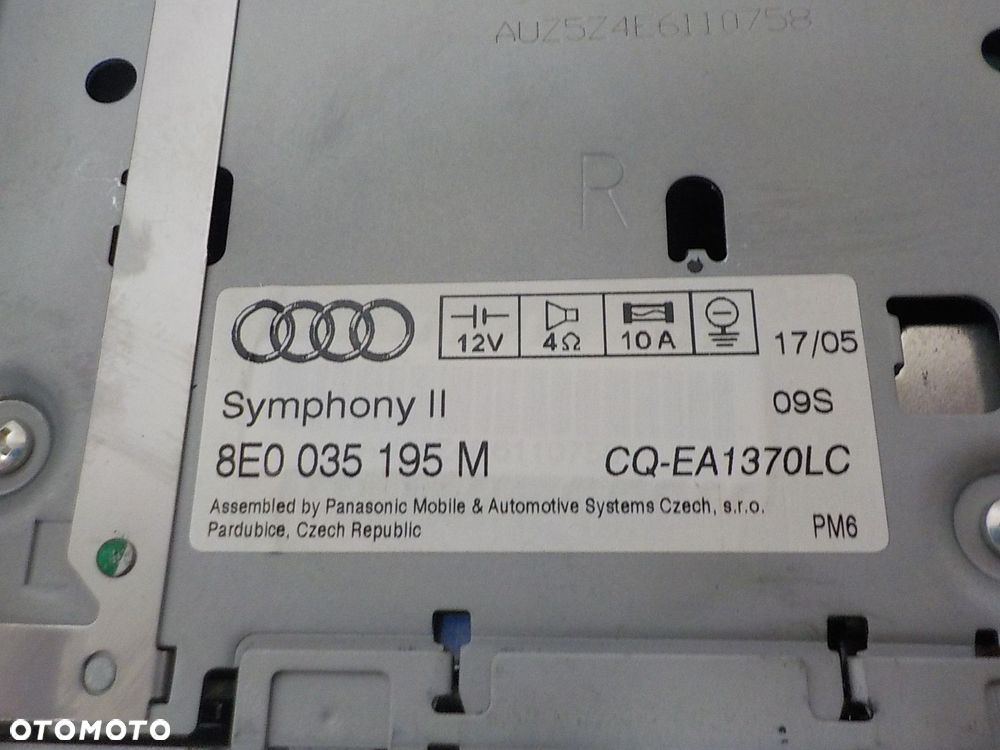 AUZ5Z4E6110758
R
12V 4Ω 10 A 17/05
Symphony II 09S
8E0 035 195 M CQ-EA1370LC
Assembled by Panasonic Mobile & Automotive Systems Czech, s.r.o.
Pardubice, Czech Republic PM6
OTOMOTO